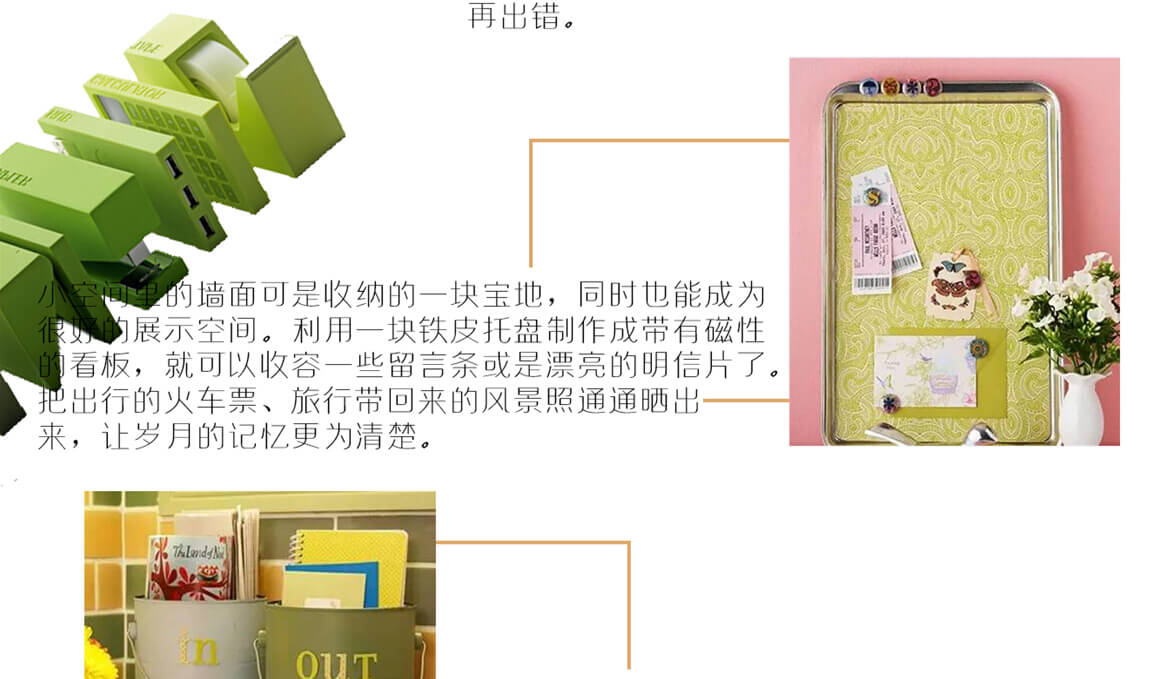 再出错。
小空间里的墙面可是收纳的一块宝地，同时也能成为
很好的展示空间。利用一块铁皮托盘制作成带有磁性
的看板，就可以收容一些留言条或是漂亮的明信片了。
把出行的火车票、旅行带回来的风景照通通晒出
来，让岁月的记忆更为清楚。
The Land of Nod
in
out